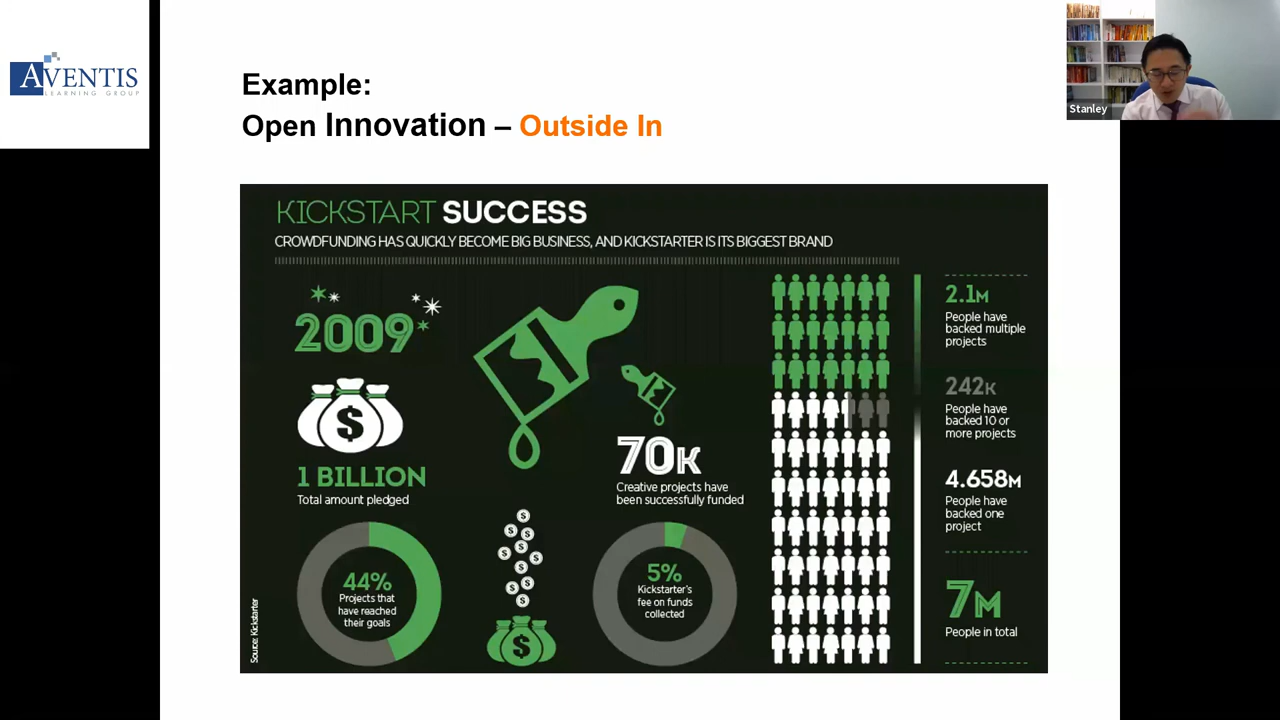 AVENTIS
LEARNING GROUP
Stanley
Example:
Open Innovation – Outside In
KICKSTART SUCCESS
CROWDFUNDING HAS QUICKLY BECOME BIG BUSINESS, AND KICKSTARTER IS ITS BIGGEST BRAND
2009
$
1 BILLION
Total amount pledged
44%
Projects that
have reached
their goals
70K
Creative projects have
been successfully funded
$
$
$
$
$
$
$
$
$
$
$
5%
Kickstarter's
fee on funds
collected
2.1M
People have
backed multiple
projects
242K
People have
backed 10 or
more projects
4.658M
People have
backed one
project
7M
People in total
Source: Kickstarter